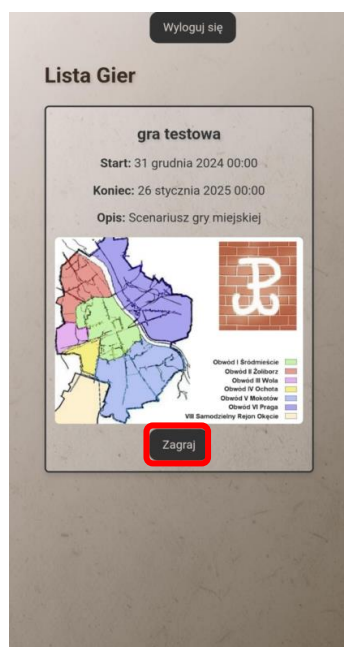 Wyloguj się
Lista Gier
gra testowa
Start: 31 grudnia 2024 00:00
Koniec: 26 stycznia 2025 00:00
Opis: Scenariusz gry miejskiej
Obwód I Śródmieście
Obwód II Żoliborz
Obwód III Wola
Obwód IV Ochota
Obwód V Mokotów
Obwód VI Praga
VIII Samodzielny Rejon Okęcie
Zagraj